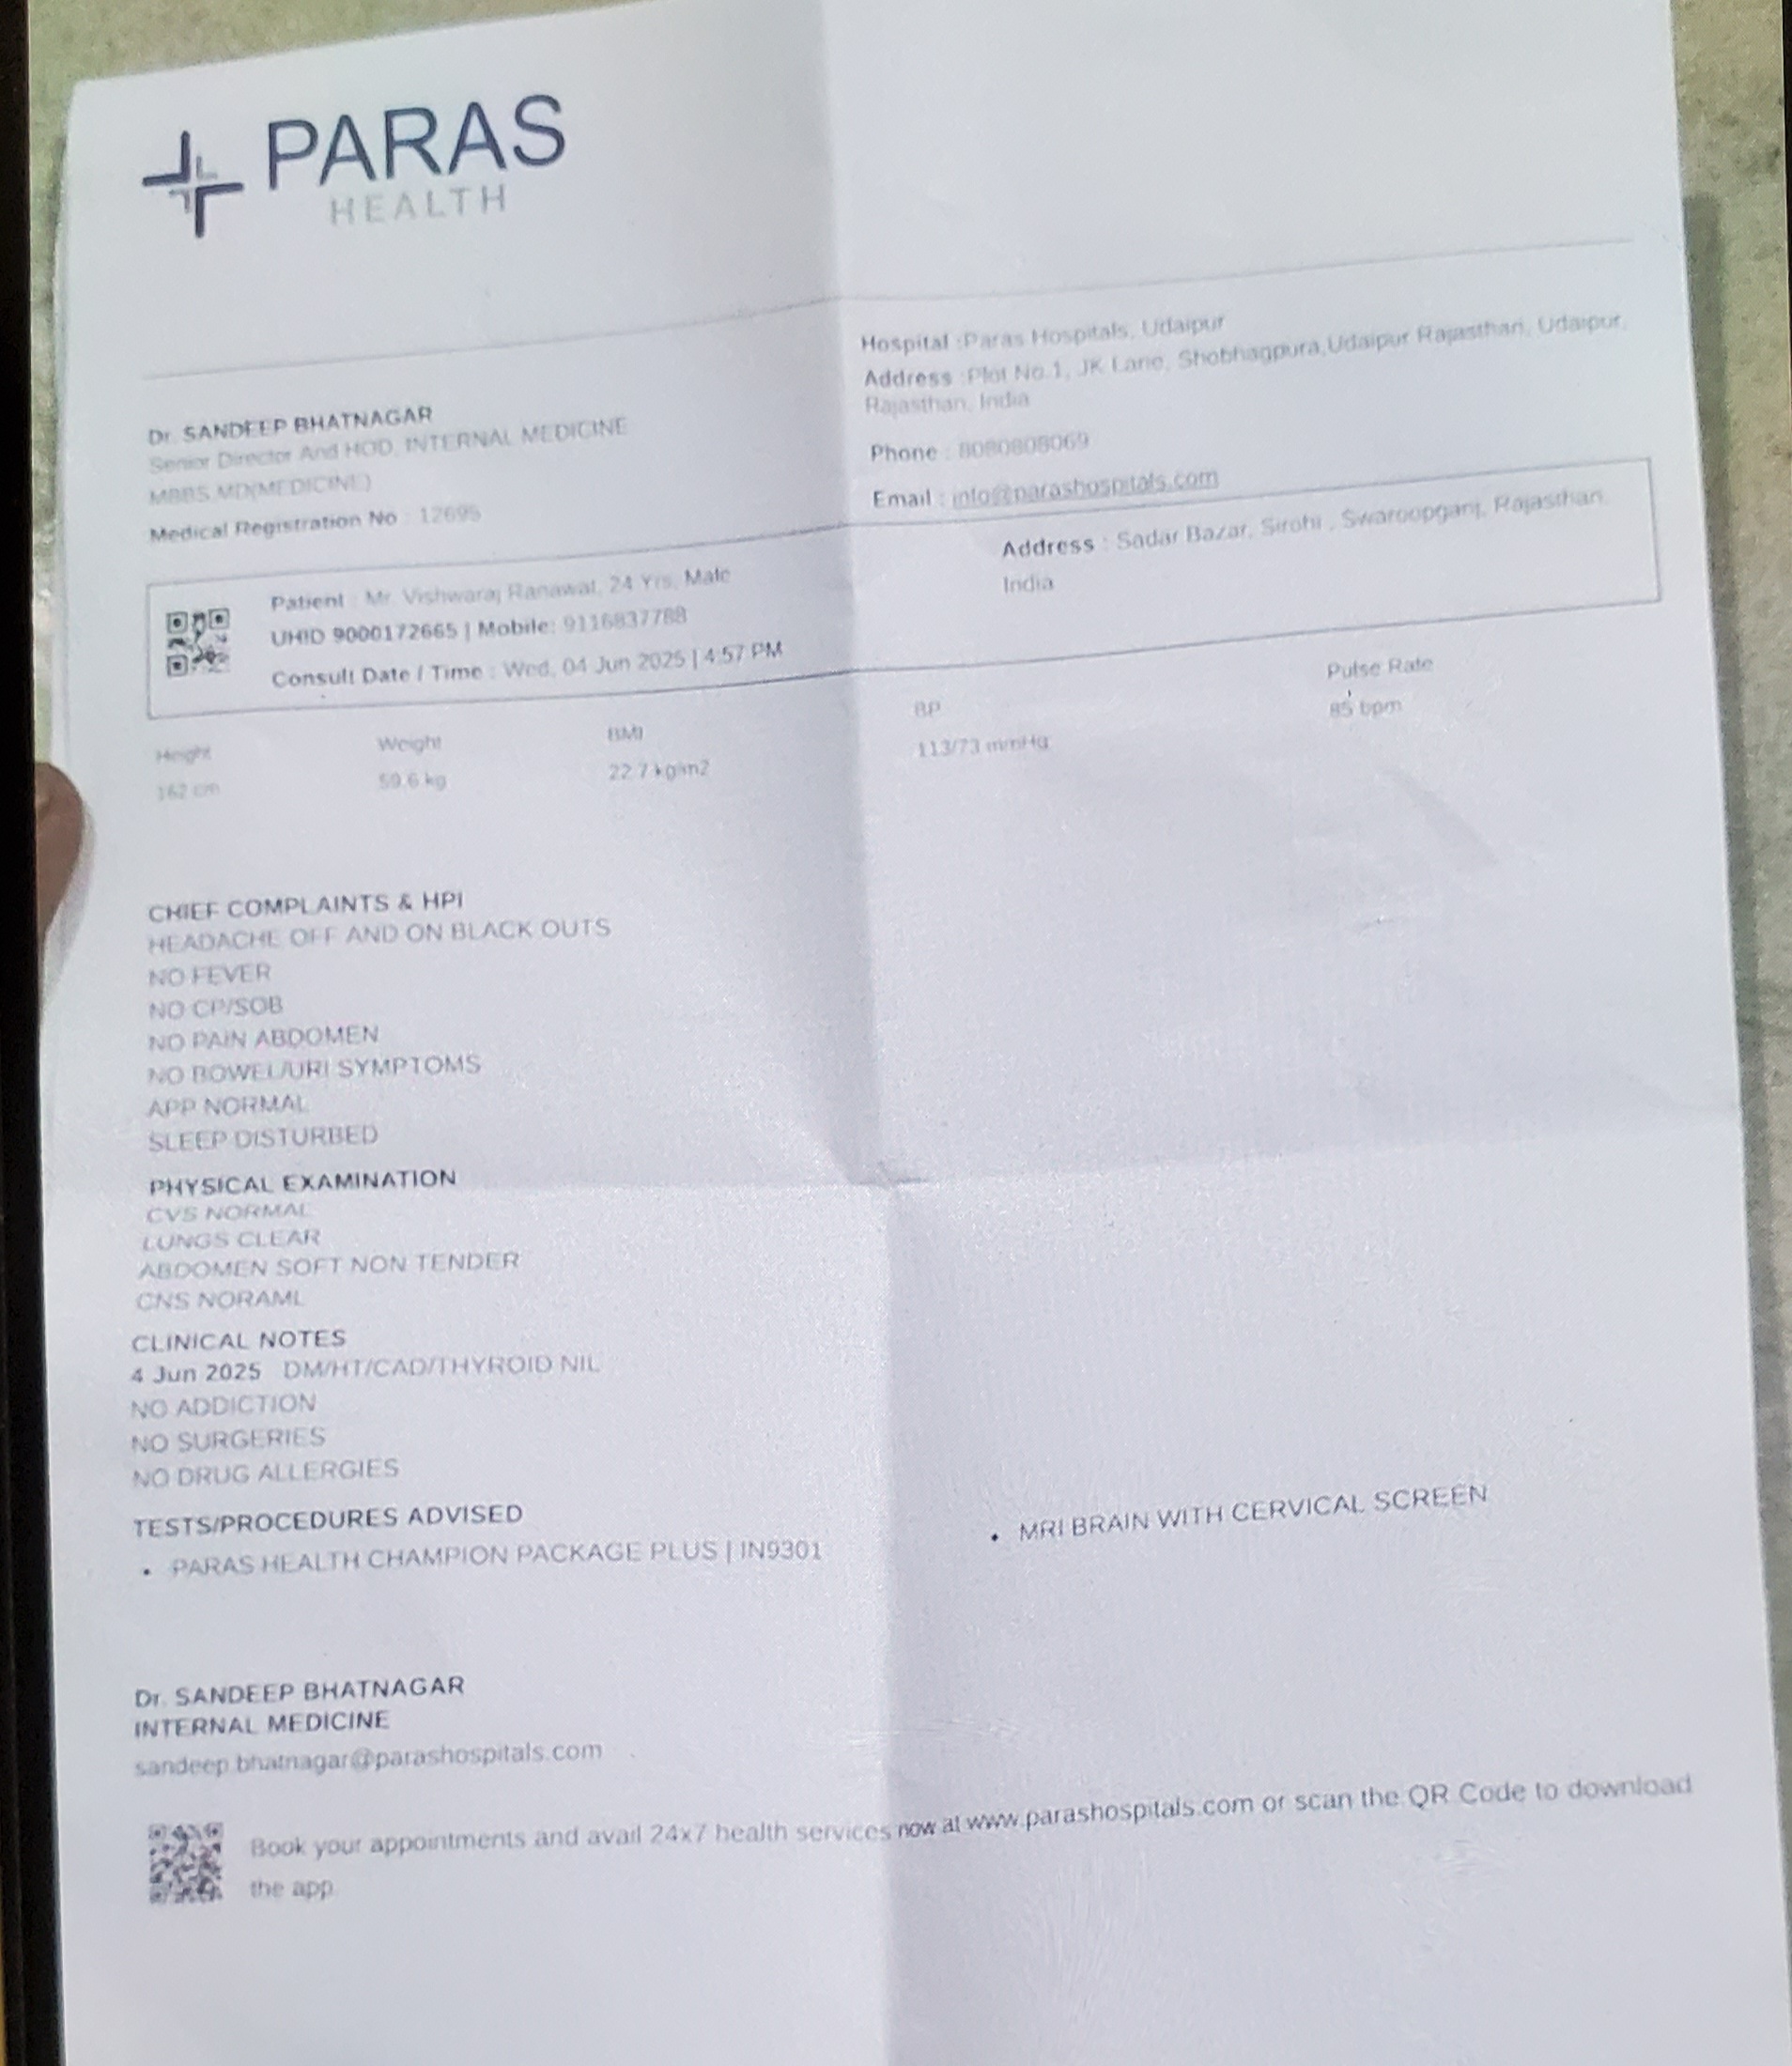 PARAS
HEALTH
Dr. SANDEEP BHATNAGAR
Senior Director And HOD, INTERNAL MEDICINE
MBBS,MD(MEDICINE)
Medical Registration No : 12695
Hospital :Paras Hospitals, Udaipur
Address :Plot No.1, JK Lane, Shobhagpura,Udaipur Rajasthan, Udaipur,
Rajasthan, India
Phone : 8080808069
Email : info@parashospitals.com
Patient : Mr. Vishwaraj Ranawat, 24 Yrs, Male
UHID 9000172665 | Mobile: 9116837788
Consult Date / Time : Wed, 04 Jun 2025 | 4:57 PM
Address : Sadar Bazar, Sirohi , Swaroopganj, Rajasthan,
India
Height Weight BMI BP Pulse Rate
162 cm 59.6 kg 22.7 kg/m2 113/73 mmHg 85 bpm
CHIEF COMPLAINTS & HPI
HEADACHE OFF AND ON BLACK OUTS
NO FEVER
NO CP/SOB
NO PAIN ABDOMEN
NO BOWEL/URI SYMPTOMS
APP NORMAL
SLEEP DISTURBED
PHYSICAL EXAMINATION
CVS NORMAL
LUNGS CLEAR
ABDOMEN SOFT NON TENDER
CNS NORAML
CLINICAL NOTES
4 Jun 2025 DM/HT/CAD/THYROID NIL
NO ADDICTION
NO SURGERIES
NO DRUG ALLERGIES
TESTS/PROCEDURES ADVISED
• PARAS HEALTH CHAMPION PACKAGE PLUS | IN9301
• MRI BRAIN WITH CERVICAL SCREEN
Dr. SANDEEP BHATNAGAR
INTERNAL MEDICINE
sandeep.bhatnagar@parashospitals.com
Book your appointments and avail 24x7 health services now at www.parashospitals.com or scan the QR Code to download
the app